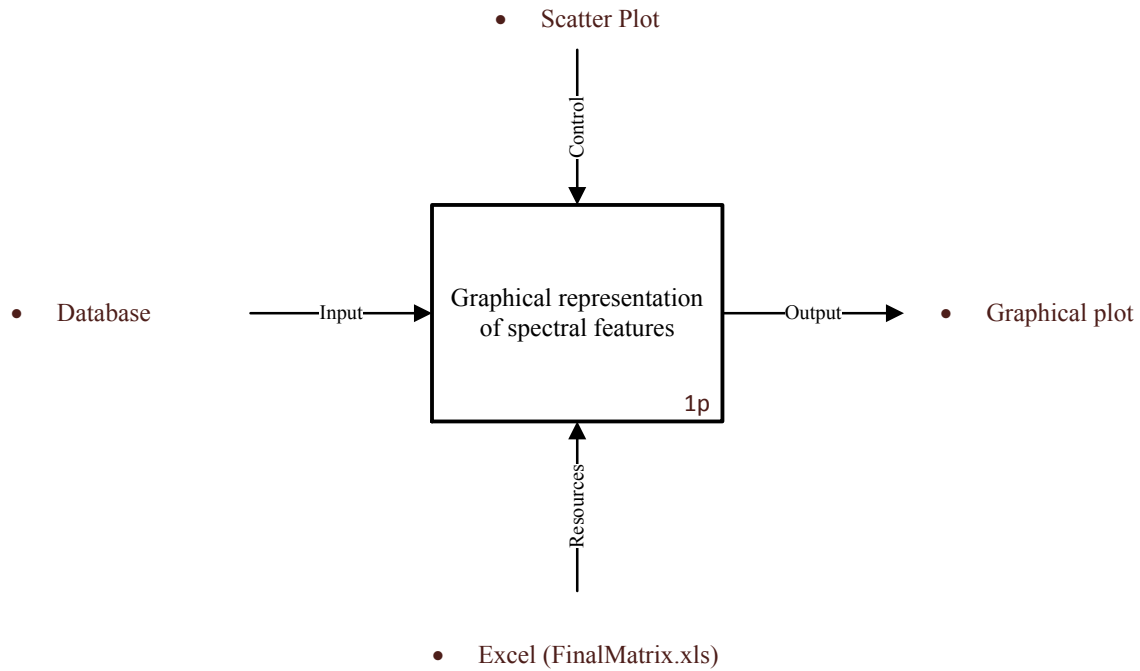 • Scatter Plot
Control
• Database
Input
Graphical representation
of spectral features
1p
Output
• Graphical plot
Resources
• Excel (FinalMatrix.xls)